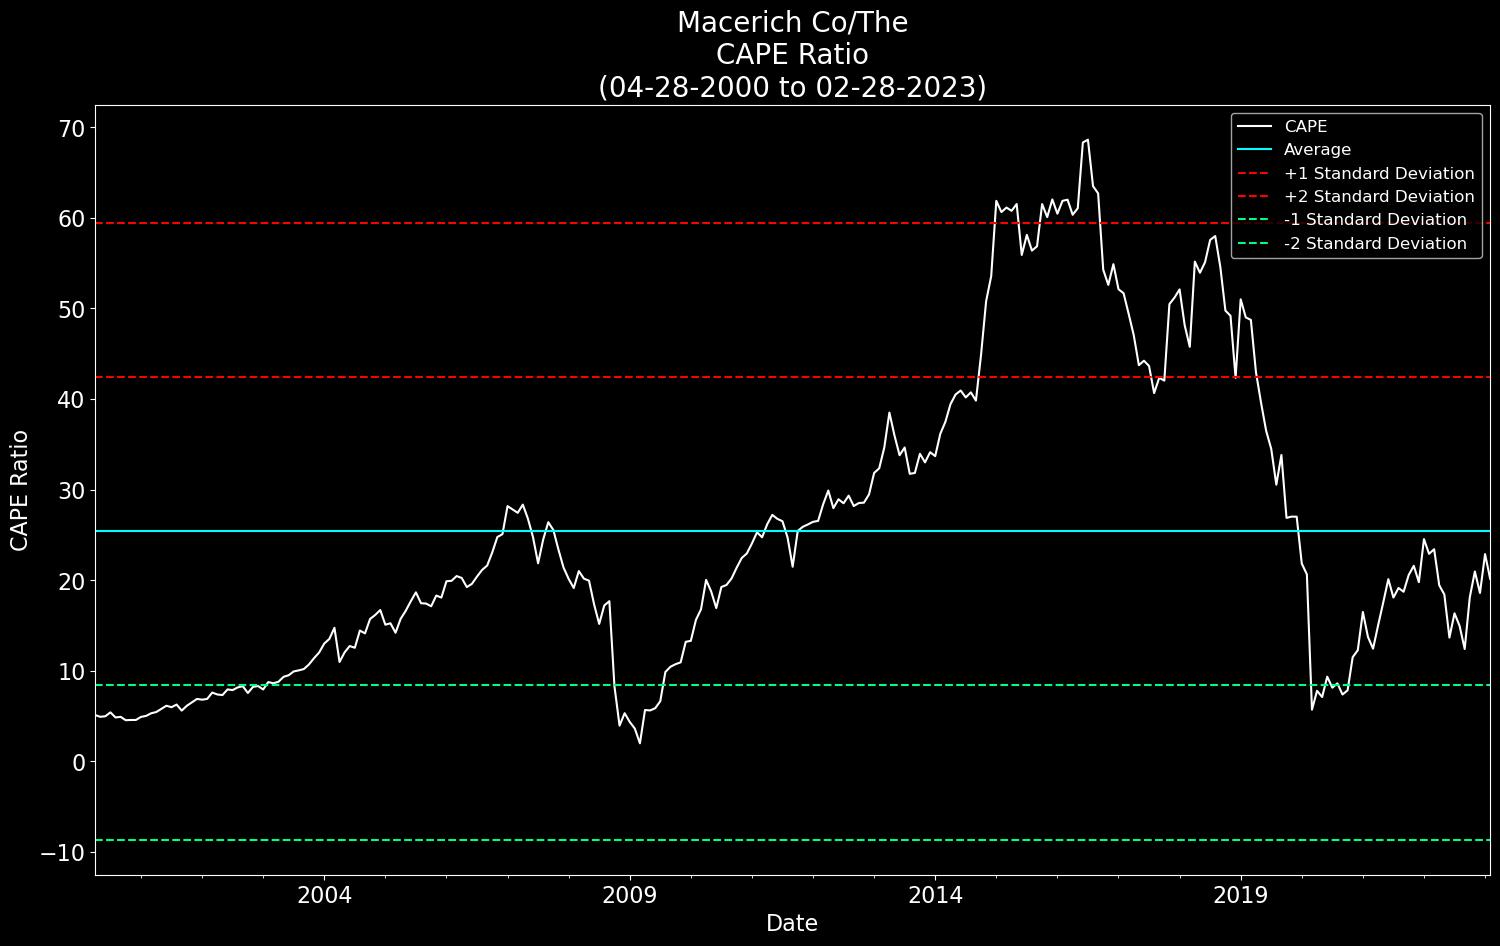 Macerich Co/The
CAPE Ratio
(04-28-2000 to 02-28-2023)
CAPE
Average
+1 Standard Deviation
+2 Standard Deviation
-1 Standard Deviation
-2 Standard Deviation
70
60
50
40
30
20
10
0
−10
CAPE Ratio
2004
2009
2014
2019
Date